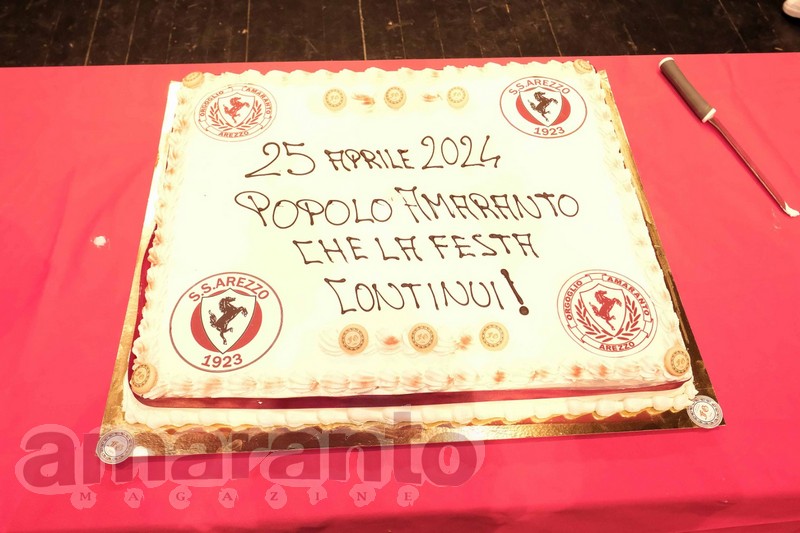 ORGOGLIO AMARANTO
AREZZO
S.S.AREZZO
1923
25 APRILE 2024
POPOLO AMARANTO
CHE LA FESTA
CONTINUI!
S.S.AREZZO
1923
ORGOGLIO AMARANTO
AREZZO
amaranto
MAGAZINE